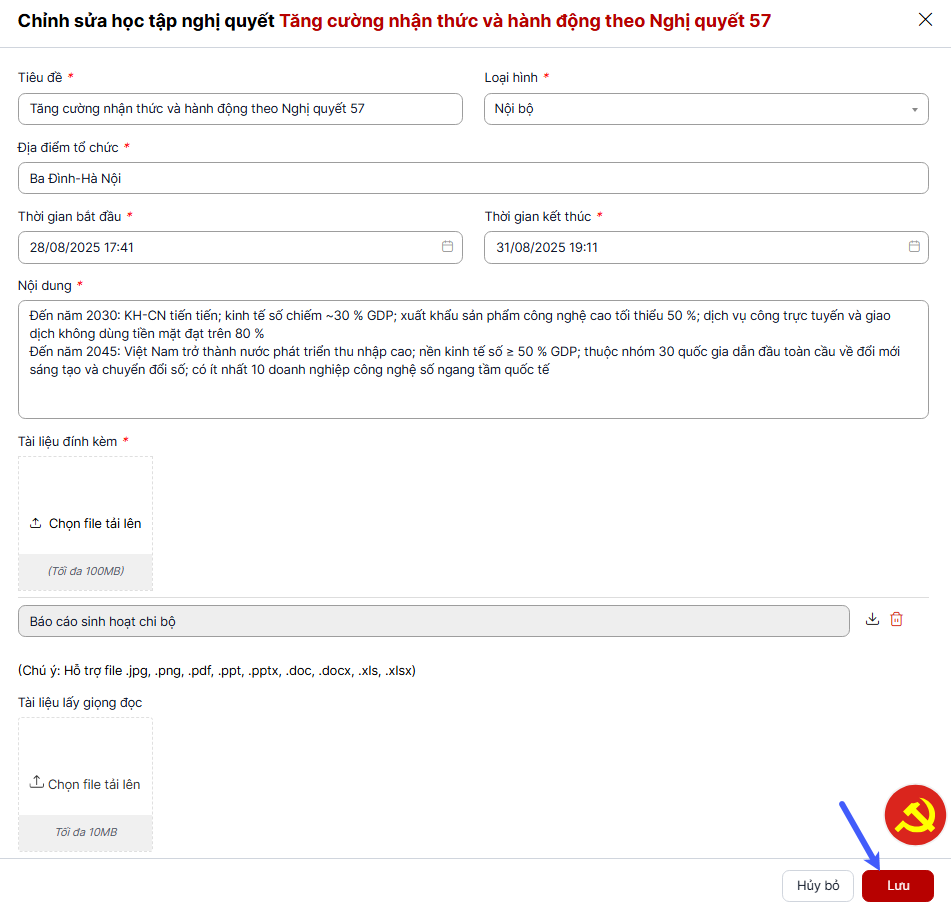 Chỉnh sửa học tập nghị quyết Tăng cường nhận thức và hành động theo Nghị quyết 57
Tiêu đề *
Loại hình *
Tăng cường nhận thức và hành động theo Nghị quyết 57
Nội bộ
Địa điểm tổ chức *
Ba Đình-Hà Nội
Thời gian bắt đầu *
Thời gian kết thúc *
28/08/2025 17:41
31/08/2025 19:11
Nội dung *
Đến năm 2030: KH-CN tiến tiến; kinh tế số chiếm ~30 % GDP; xuất khẩu sản phẩm công nghệ cao tối thiểu 50 %; dịch vụ công trực tuyến và giao
dịch không dùng tiền mặt đạt trên 80 %
Đến năm 2045: Việt Nam trở thành nước phát triển thu nhập cao; nền kinh tế số ≥ 50 % GDP; thuộc nhóm 30 quốc gia dẫn đầu toàn cầu về đổi mới
sáng tạo và chuyển đổi số; có ít nhất 10 doanh nghiệp công nghệ số ngang tầm quốc tế
Tài liệu đính kèm *
Chọn file tải lên
(Tối đa 100MB)
Báo cáo sinh hoạt chi bộ
(Chú ý: Hỗ trợ file .jpg, .png, .pdf, .ppt, .pptx, .doc, .docx, .xls, .xlsx)
Tài liệu lấy giọng đọc
Chọn file tải lên
Tối đa 10MB
Hủy bỏ
Lưu